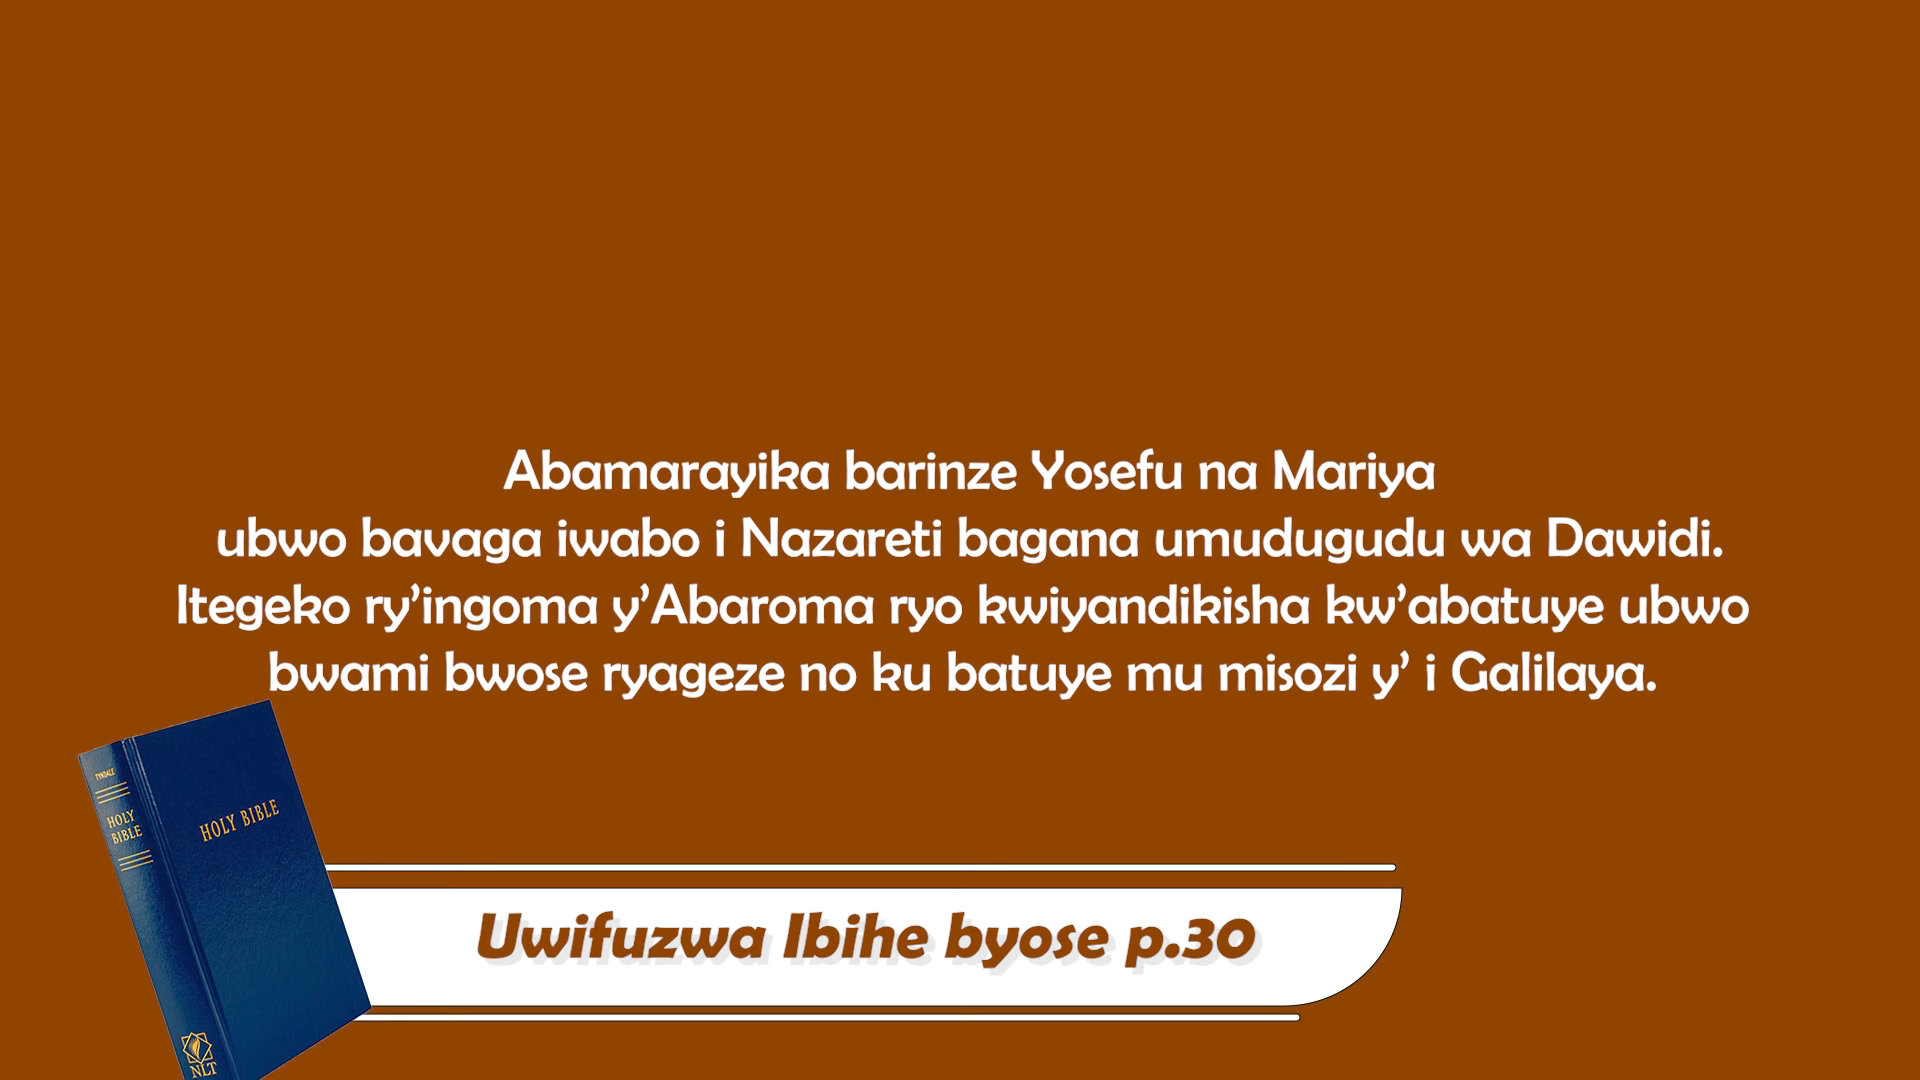 Abamarayika barinze Yosefu na Mariya
ubwo bavaga iwabo i Nazareti bagana umudugudu wa Dawidi.
Itegeko ry’ingoma y’Abaroma ryo kwiyandikisha kw’abatuye ubwo
bwami bwose ryageze no ku batuye mu misozi y’ i Galilaya.
TYNDALE
HOLY
BIBLE
HOLY BIBLE
NLT
Uwifuzwa Ibihe byose p.30